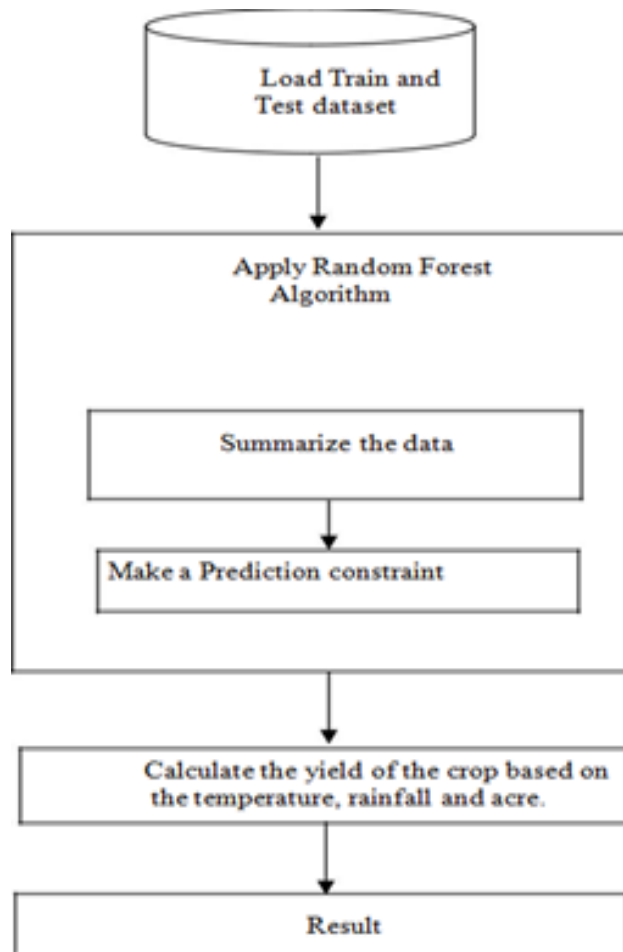 Load Train and
Test dataset
Apply Random Forest
Algorithm
Summarize the data
Make a Prediction constraint
Calculate the yield of the crop based on
the temperature, rainfall and acre.
Result